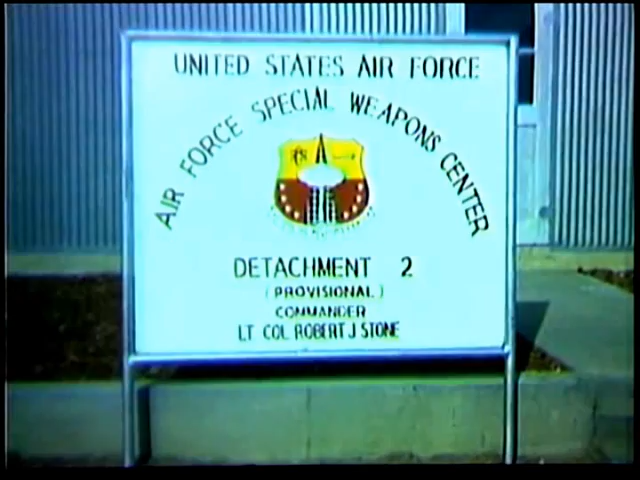 UNITED STATES AIR FORCE
AIR FORCE SPECIAL WEAPONS CENTER
DETACHMENT 2
(PROVISIONAL)
COMMANDER
LT COL ROBERT J STONE